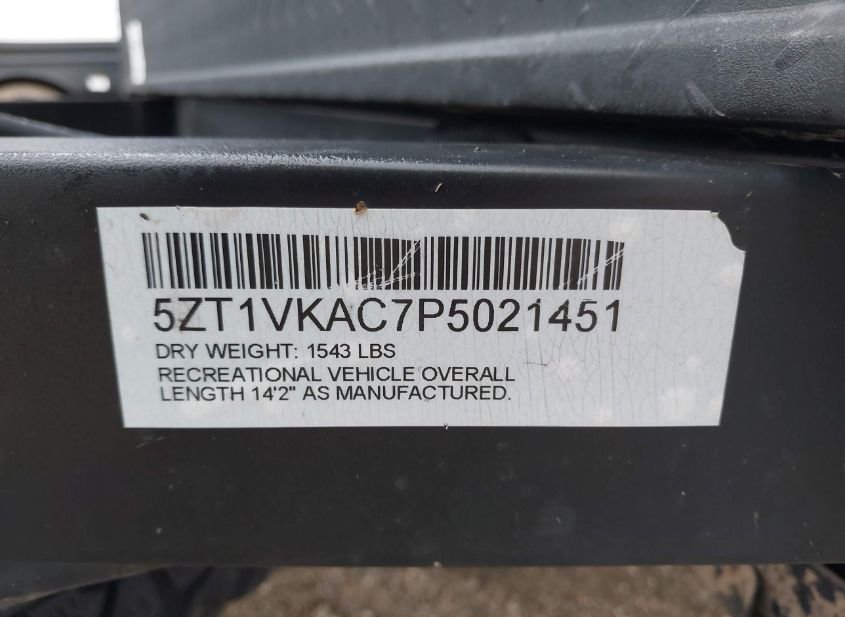 5ZT1VKAC7P5021451
DRY WEIGHT: 1543 LBS
RECREATIONAL VEHICLE OVERALL
LENGTH 14'2" AS MANUFACTURED.